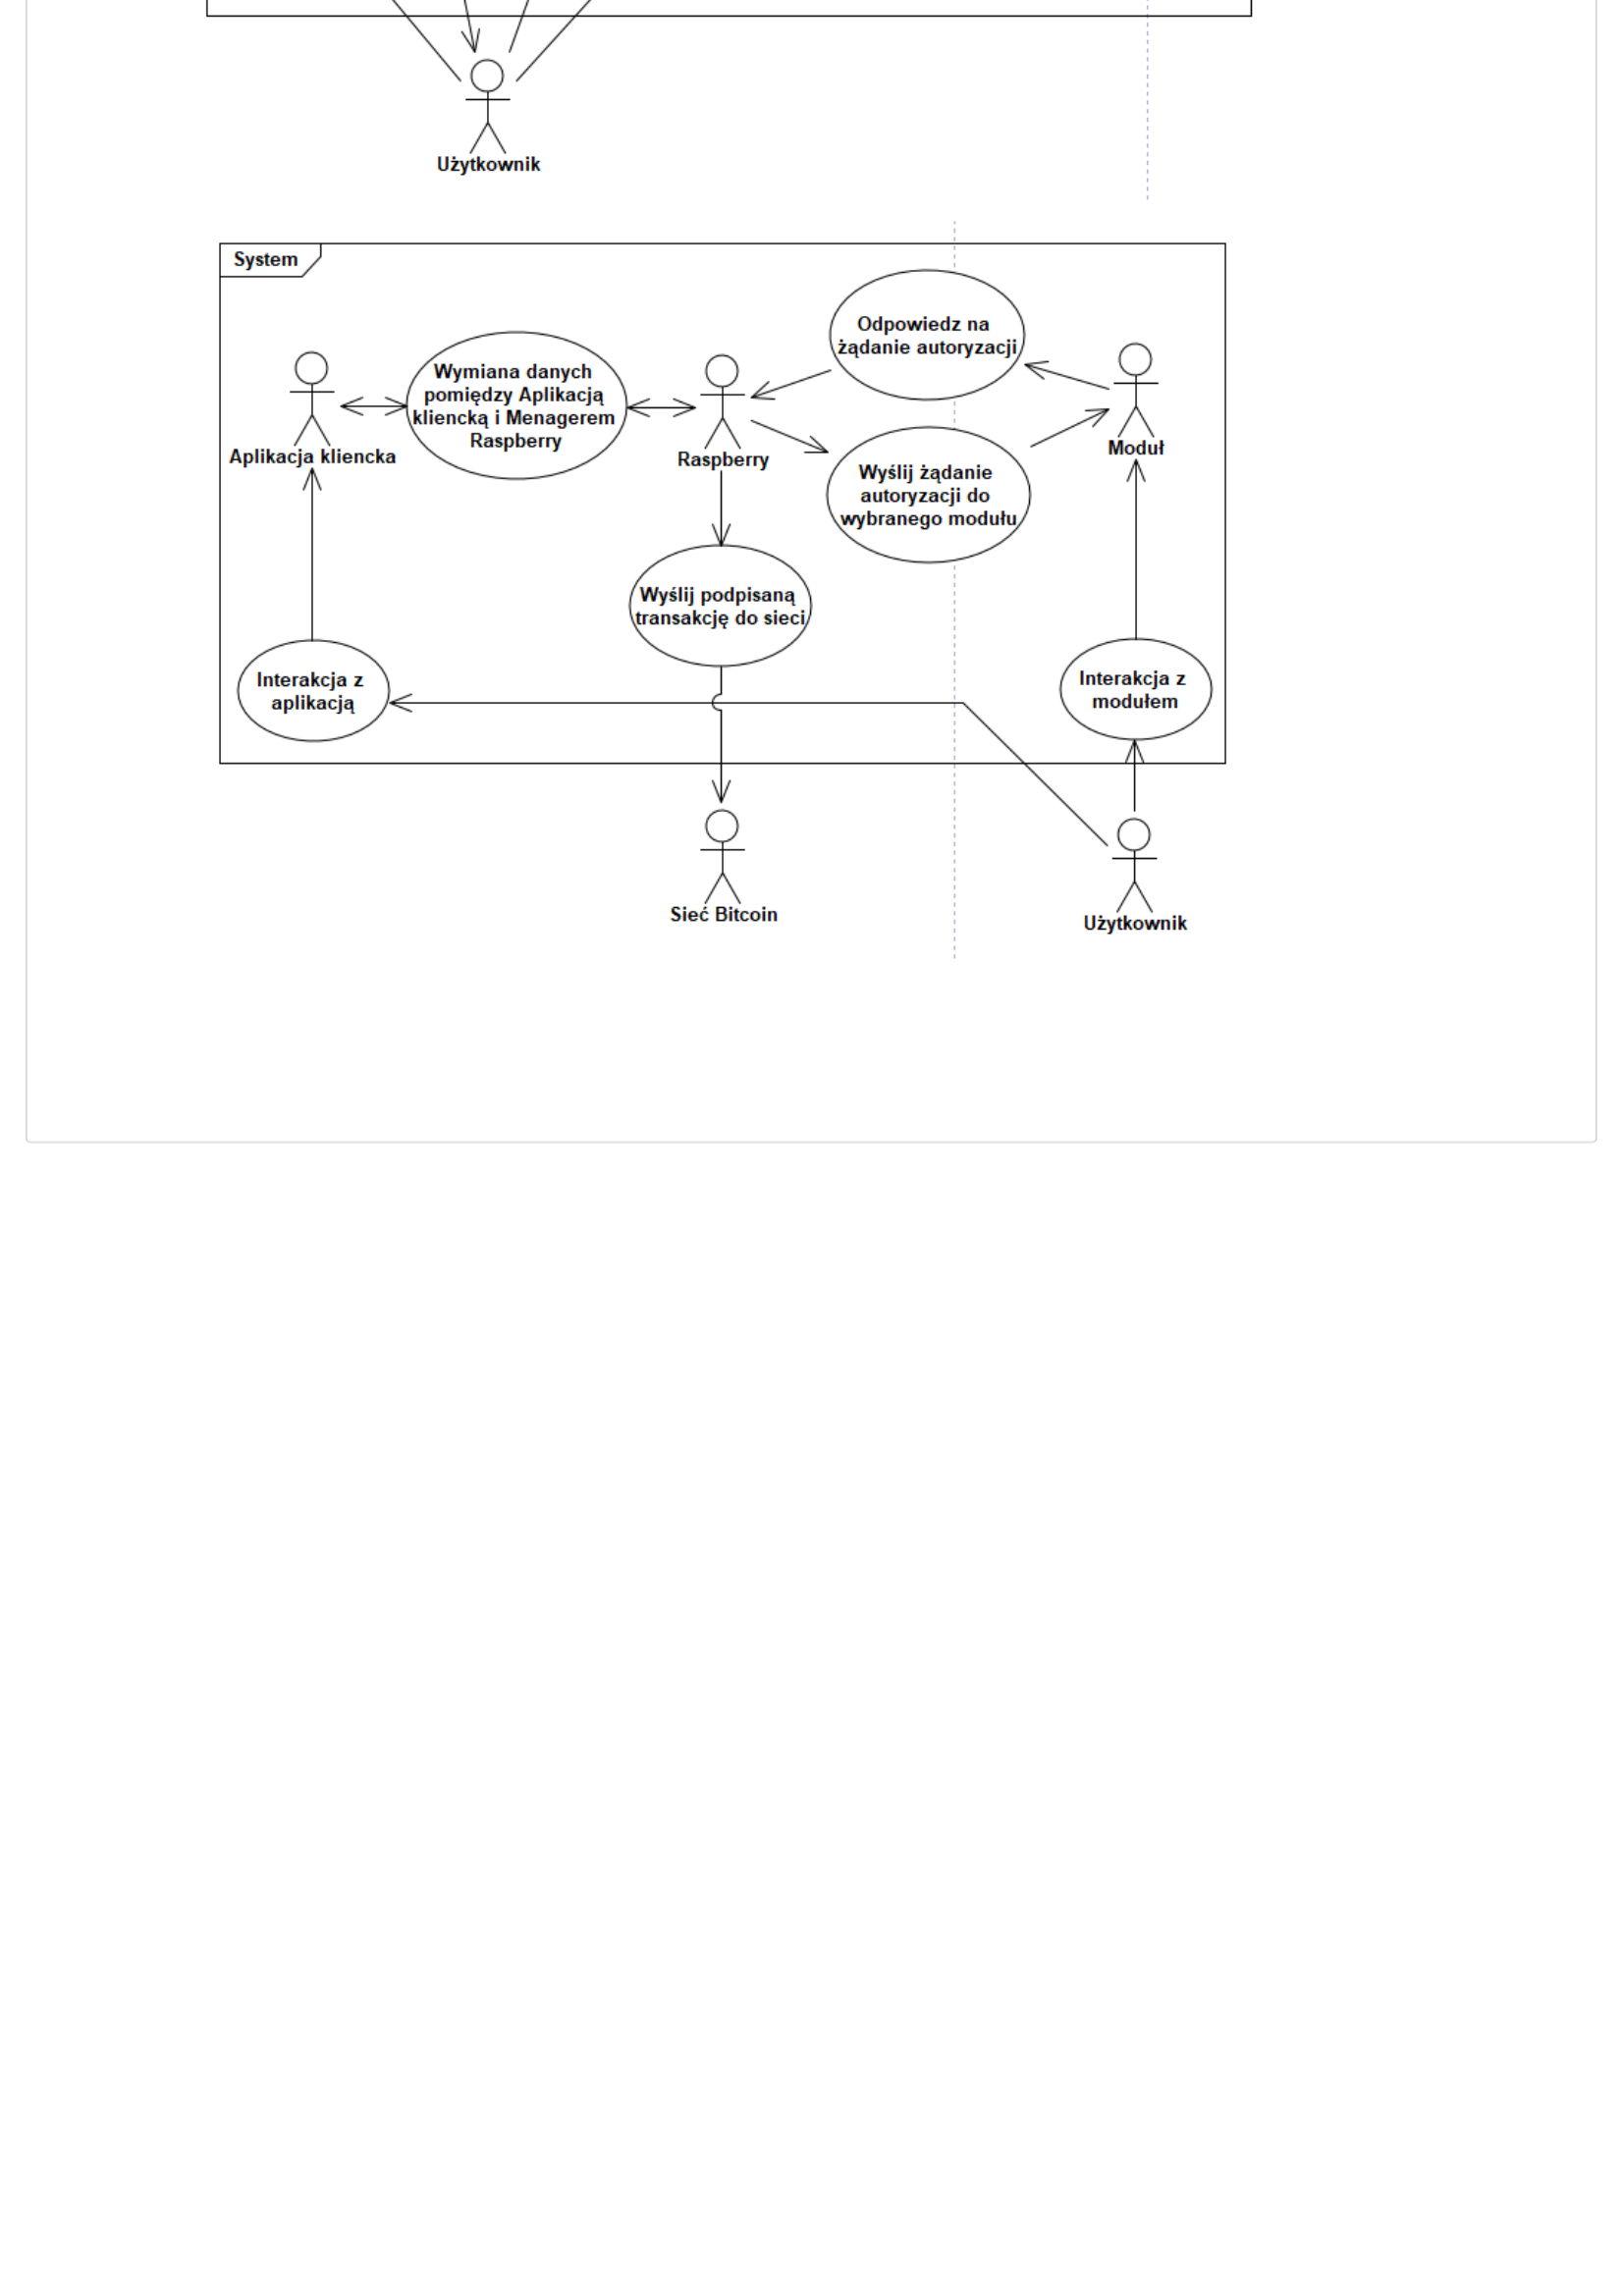 Użytkownik
System
Odpowiedz na
żądanie autoryzacji
Wymiana danych
pomiędzy Aplikacją
kliencką i Menagerem
Raspberry
Aplikacja kliencka
Raspberry
Moduł
Wyślij żądanie
autoryzacji do
wybranego modułu
Wyślij podpisaną
transakcję do sieci
Interakcja z
aplikacją
Interakcja z
modułem
Sieć Bitcoin
Użytkownik